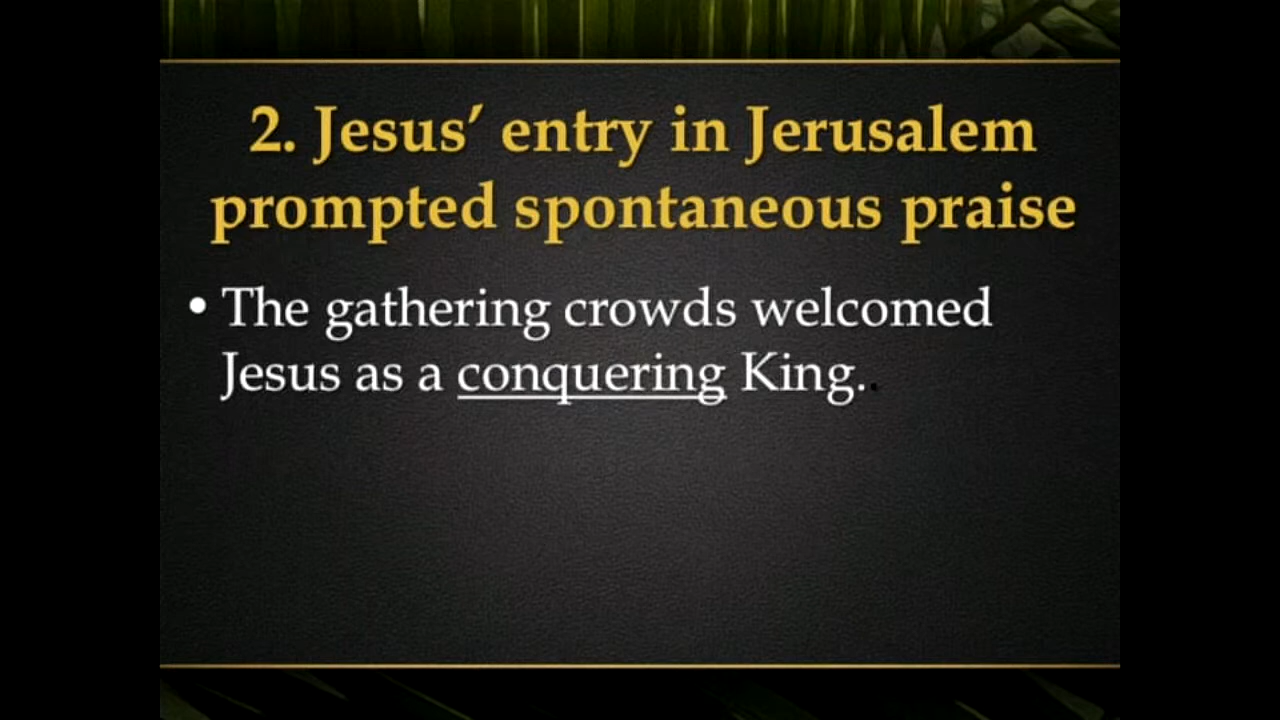 2. Jesus’ entry in Jerusalem
prompted spontaneous praise
• The gathering crowds welcomed
Jesus as a conquering King..